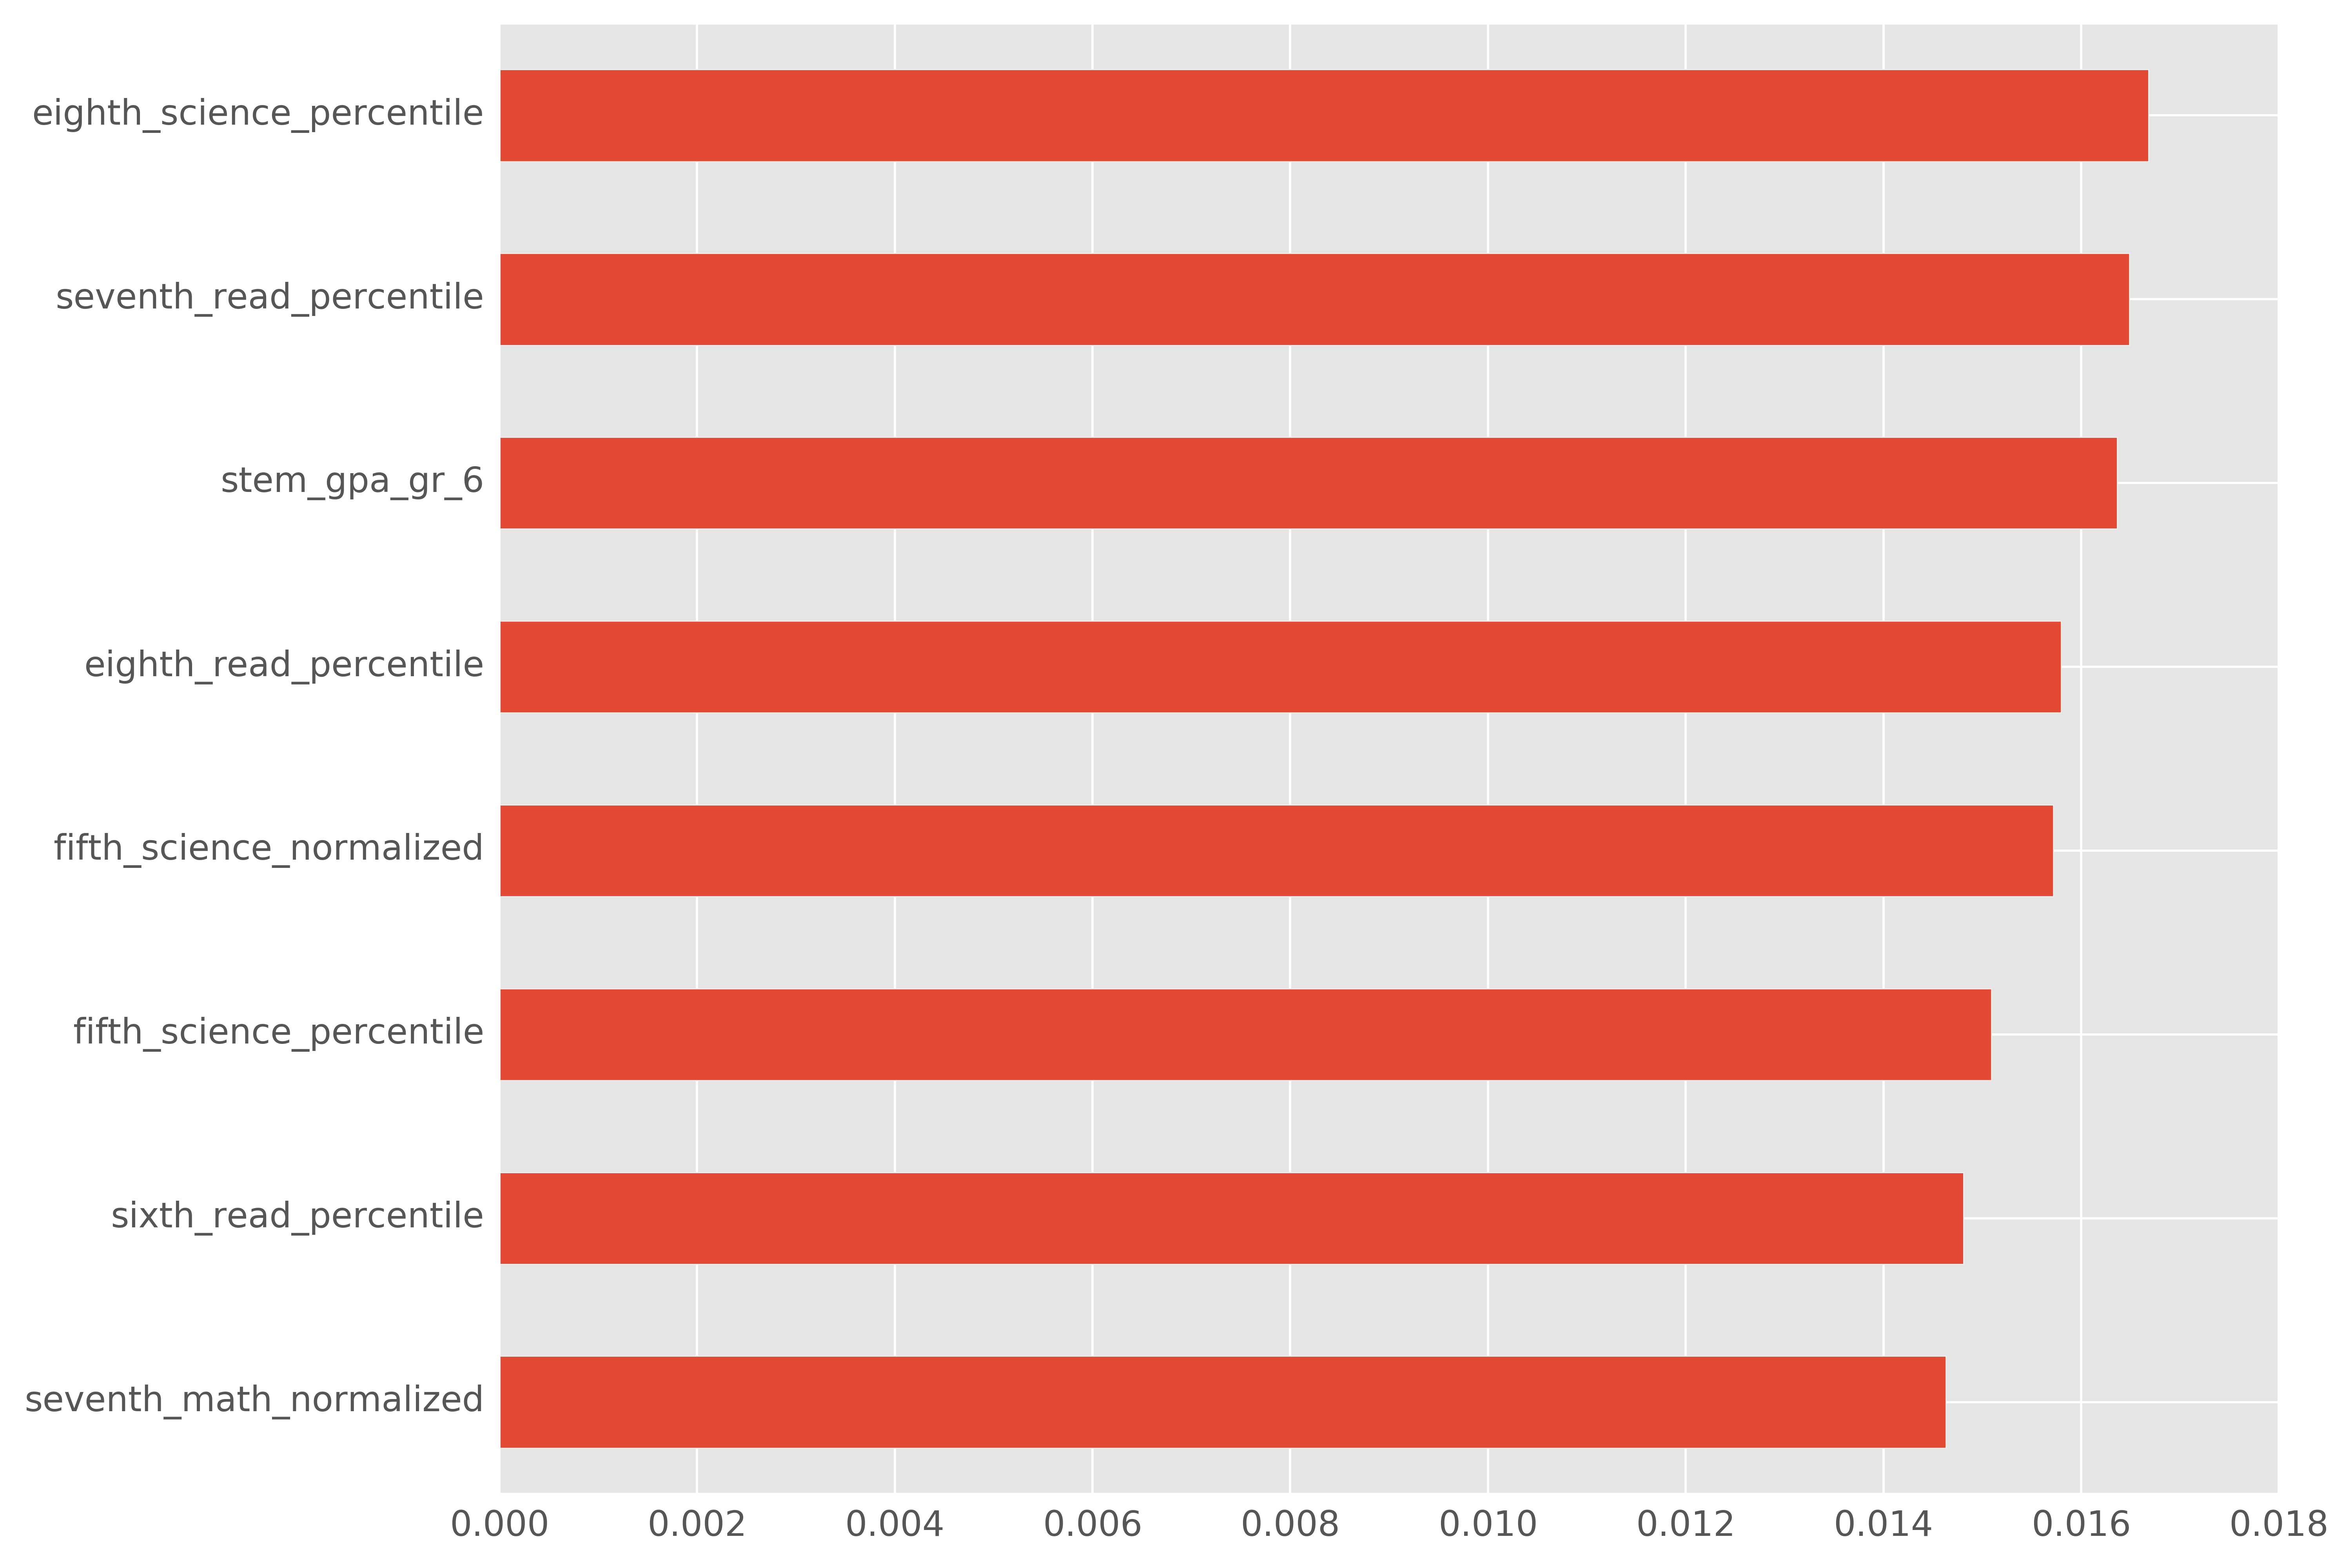 eighth_science_percentile
seventh_read_percentile
stem_gpa_gr_6
eighth_read_percentile
fifth_science_normalized
fifth_science_percentile
sixth_read_percentile
seventh_math_normalized
0.000 0.002 0.004 0.006 0.008 0.010 0.012 0.014 0.016 0.018